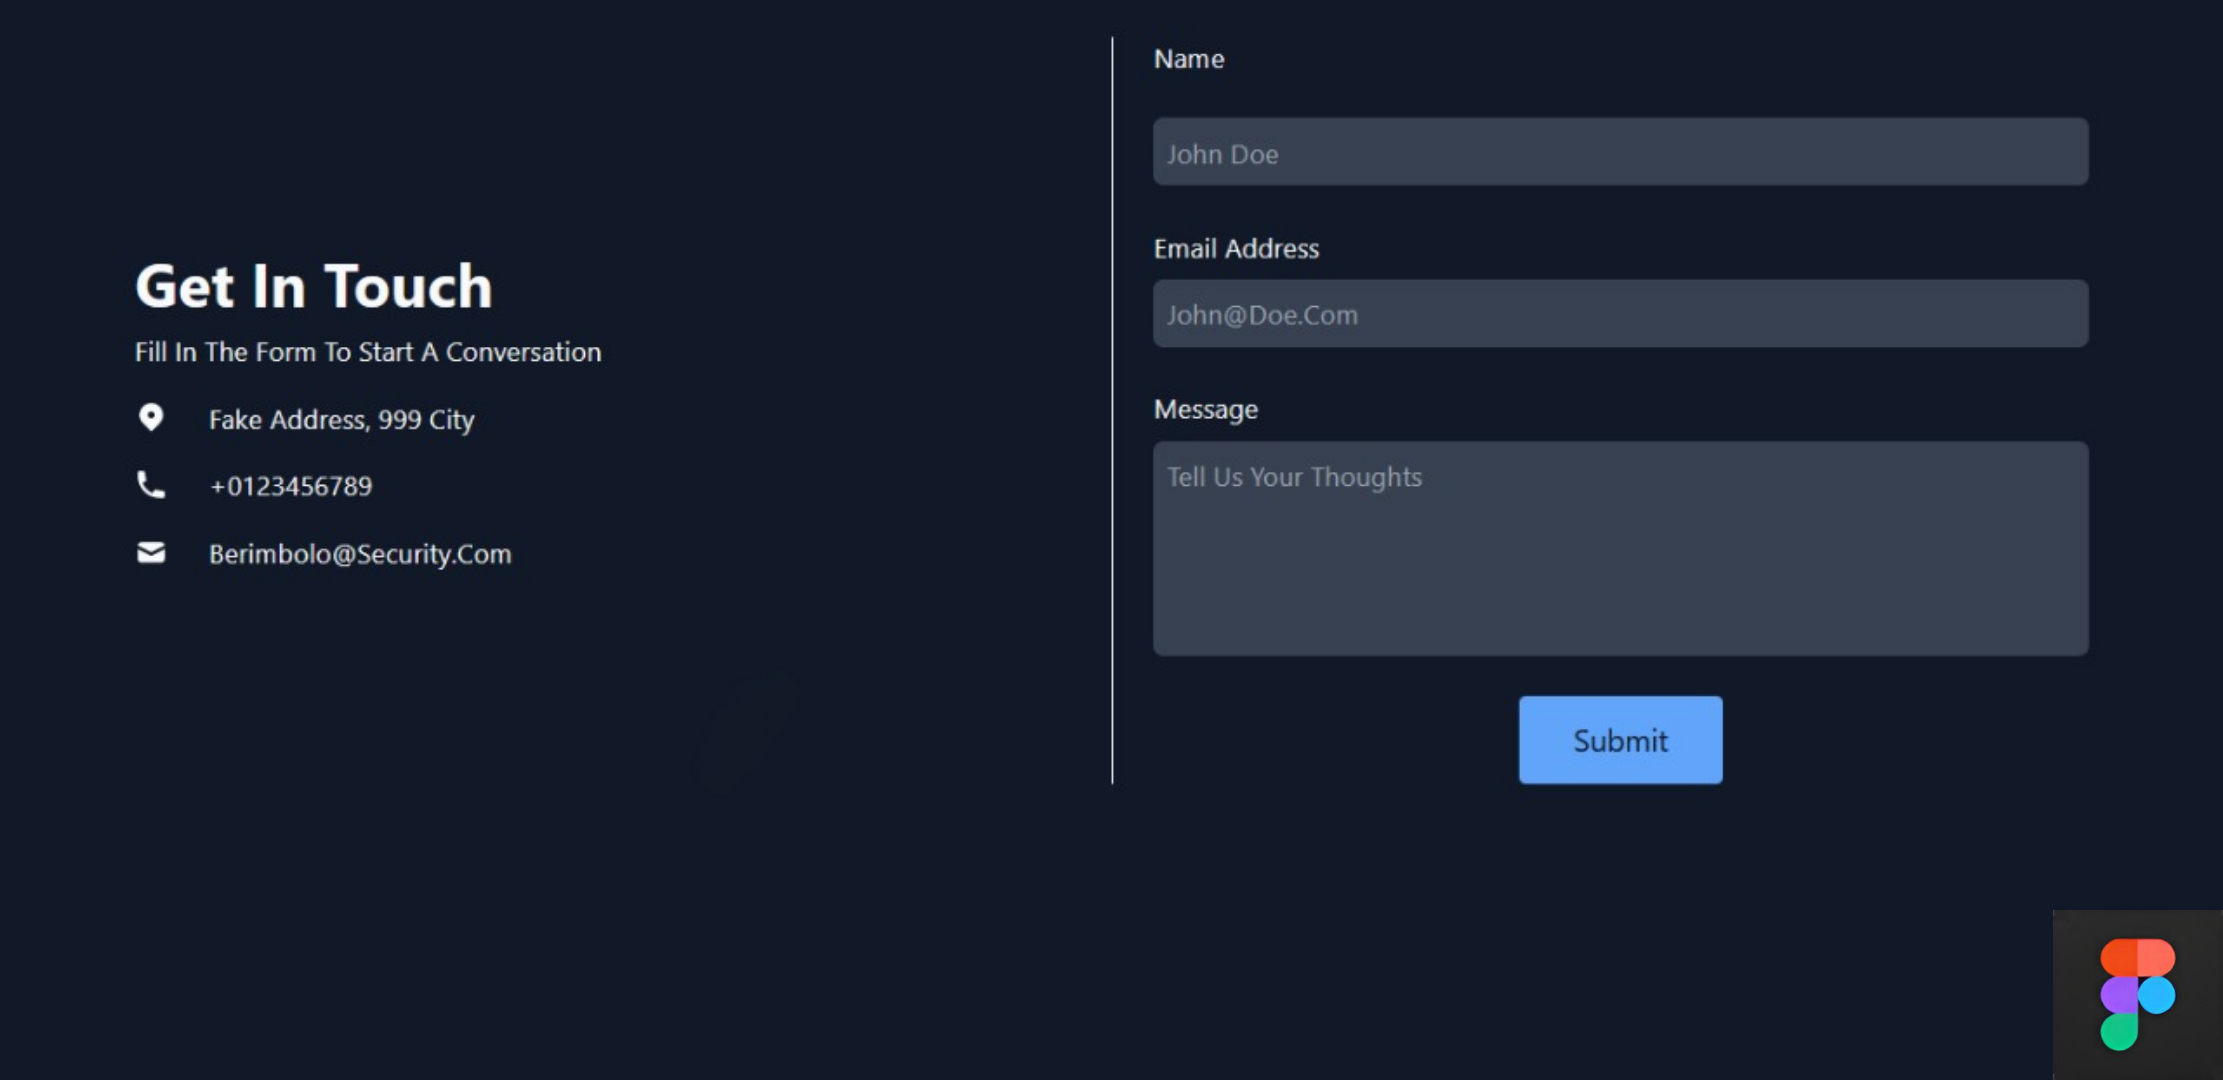 Get In Touch
Fill In The Form To Start A Conversation
Fake Address, 999 City
+0123456789
Berimbolo@Security.Com
Name
John Doe
Email Address
John@Doe.Com
Message
Tell Us Your Thoughts
Submit